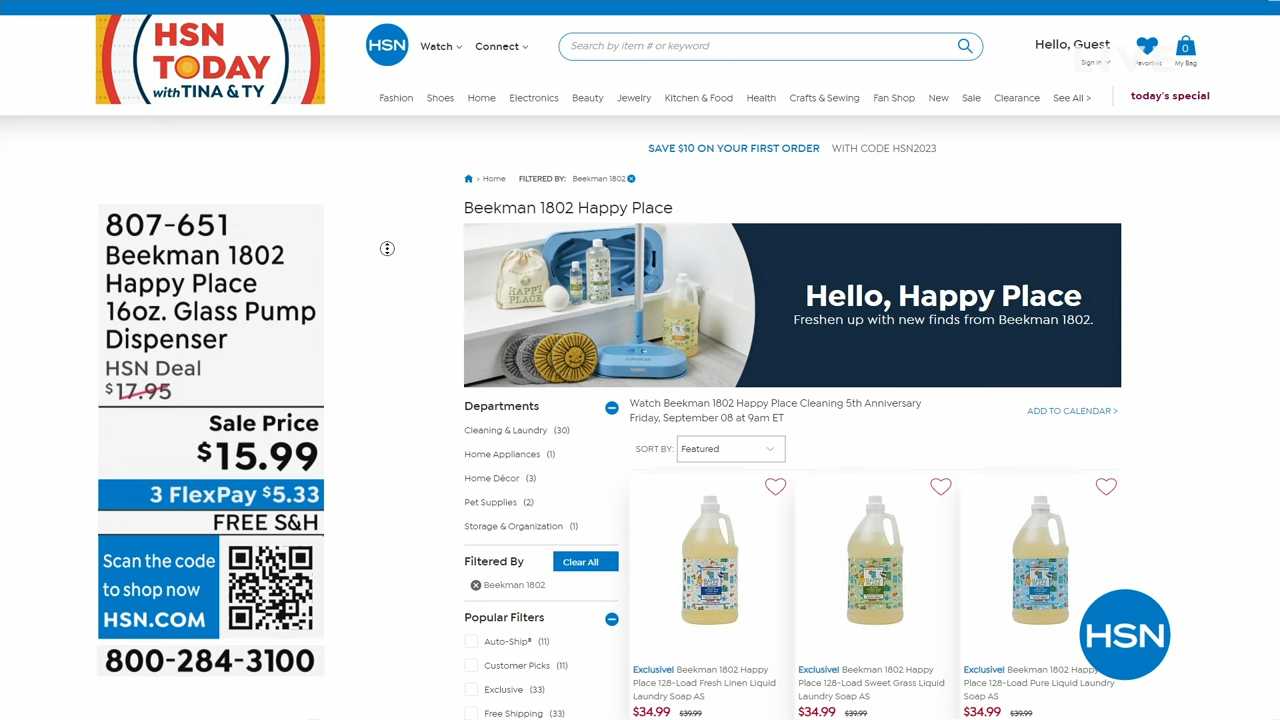 HSN
TODAY
with TINA & TY
HSN
Watch
Connect
Search by item # or keyword
Hello, Guest
Sign In
Favorites
0
My Bag
Fashion
Shoes
Home
Electronics
Beauty
Jewelry
Kitchen & Food
Health
Crafts & Sewing
Fan Shop
New
Sale
Clearance
See All >
today's special
SAVE $10 ON YOUR FIRST ORDER WITH CODE HSN2023
> Home FILTERED BY: Beekman 1802
Beekman 1802 Happy Place
HAPPY
PLACE
Hello, Happy Place
Freshen up with new finds from Beekman 1802.
807-651
Beekman 1802
Happy Place
16oz. Glass Pump
Dispenser
HSN Deal
$17.95
Sale Price
$15.99
3 FlexPay $5.33
FREE S&H
Scan the code
to shop now
HSN.COM
800-284-3100
Departments
Cleaning & Laundry (30)
Home Appliances (1)
Home Décor (3)
Pet Supplies (2)
Storage & Organization (1)
Filtered By
Clear All
Beekman 1802
Popular Filters
Auto-Ship® (11)
Customer Picks (11)
Exclusive (33)
Free Shipping (33)
Watch Beekman 1802 Happy Place Cleaning 5th Anniversary
Friday, September 08 at 9am ET
ADD TO CALENDAR >
SORT BY: Featured
Exclusive! Beekman 1802 Happy
Place 128-Load Fresh Linen Liquid
Laundry Soap AS
$34.99 $39.99
Exclusive! Beekman 1802 Happy
Place 128-Load Sweet Grass Liquid
Laundry Soap AS
$34.99 $39.99
Exclusive! Beekman 1802 Happy
Place 128-Load Pure Liquid Laundry
Soap AS
$34.99 $39.99
HSN